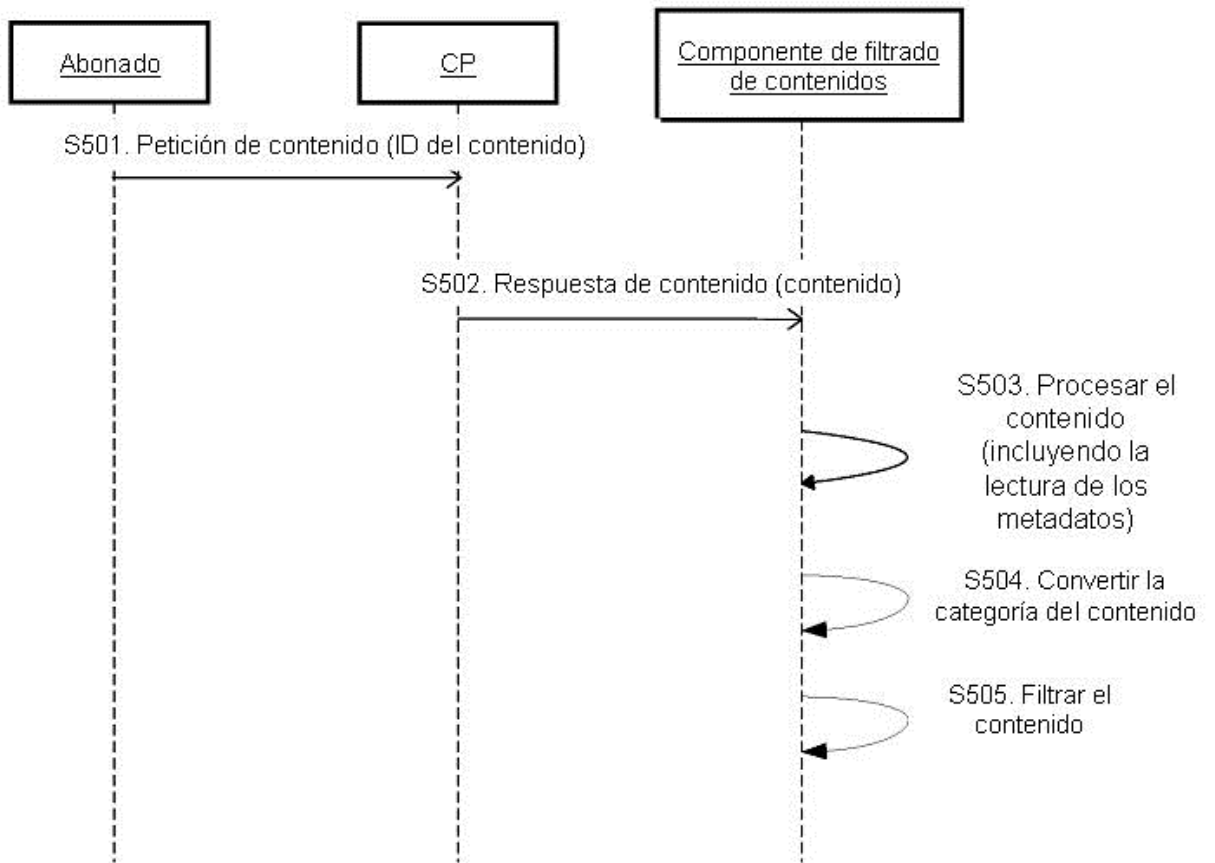 Abonado
CP
Componente de filtrado
de contenidos
S501. Petición de contenido (ID del contenido)
S502. Respuesta de contenido (contenido)
S503. Procesar el
contenido
(incluyendo la
lectura de los
metadatos)
S504. Convertir la
categoría del contenido
S505. Filtrar el
contenido